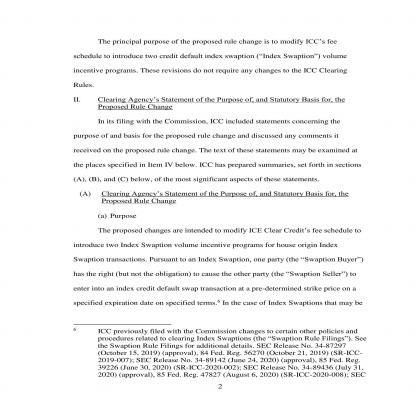 The principal purpose of the proposed rule change is to modify ICC's fee
schedule to introduce two credit default index swaption ("Index Swaption") volume
incentive programs. These revisions do not require any changes to the ICC Clearing
Rules.
II. Clearing Agency's Statement of the Purpose of, and Statutory Basis for, the
Proposed Rule Change
In its filing with the Commission, ICC included statements concerning the
purpose of and basis for the proposed rule change and discussed any comments it
received on the proposed rule change. The text of these statements may be examined at
the places specified in Item IV below. ICC has prepared summaries, set forth in sections
(A), (B), and (C) below, of the most significant aspects of these statements.
(A) Clearing Agency's Statement of the Purpose of, and Statutory Basis for, the
Proposed Rule Change
(a) Purpose
The proposed changes are intended to modify ICE Clear Credit's fee schedule to
introduce two Index Swaption volume incentive programs for house origin Index
Swaption transactions. Pursuant to an Index Swaption, one party (the "Swaption Buyer")
has the right (but not the obligation) to cause the other party (the "Swaption Seller") to
enter into an index credit default swap transaction at a pre-determined strike price on a
specified expiration date on specified terms.6 In the case of Index Swaptions that may be
6 ICC previously filed with the Commission changes to certain other policies and
procedures related to clearing Index Swaptions (the "Swaption Rule Filings"). See
the Swaption Rule Filings for additional details. SEC Release No. 34-87297
(October 15, 2019) (approval), 84 Fed. Reg. 56270 (October 21, 2019) (SR-ICC-
2019-007); SEC Release No. 34-89142 (June 24, 2020) (approval), 85 Fed. Reg.
39226 (June 30, 2020) (SR-ICC-2020-002); SEC Release No. 34-89436 (July 31,
2020) (approval), 85 Fed. Reg. 47827 (August 6, 2020) (SR-ICC-2020-008); SEC
2